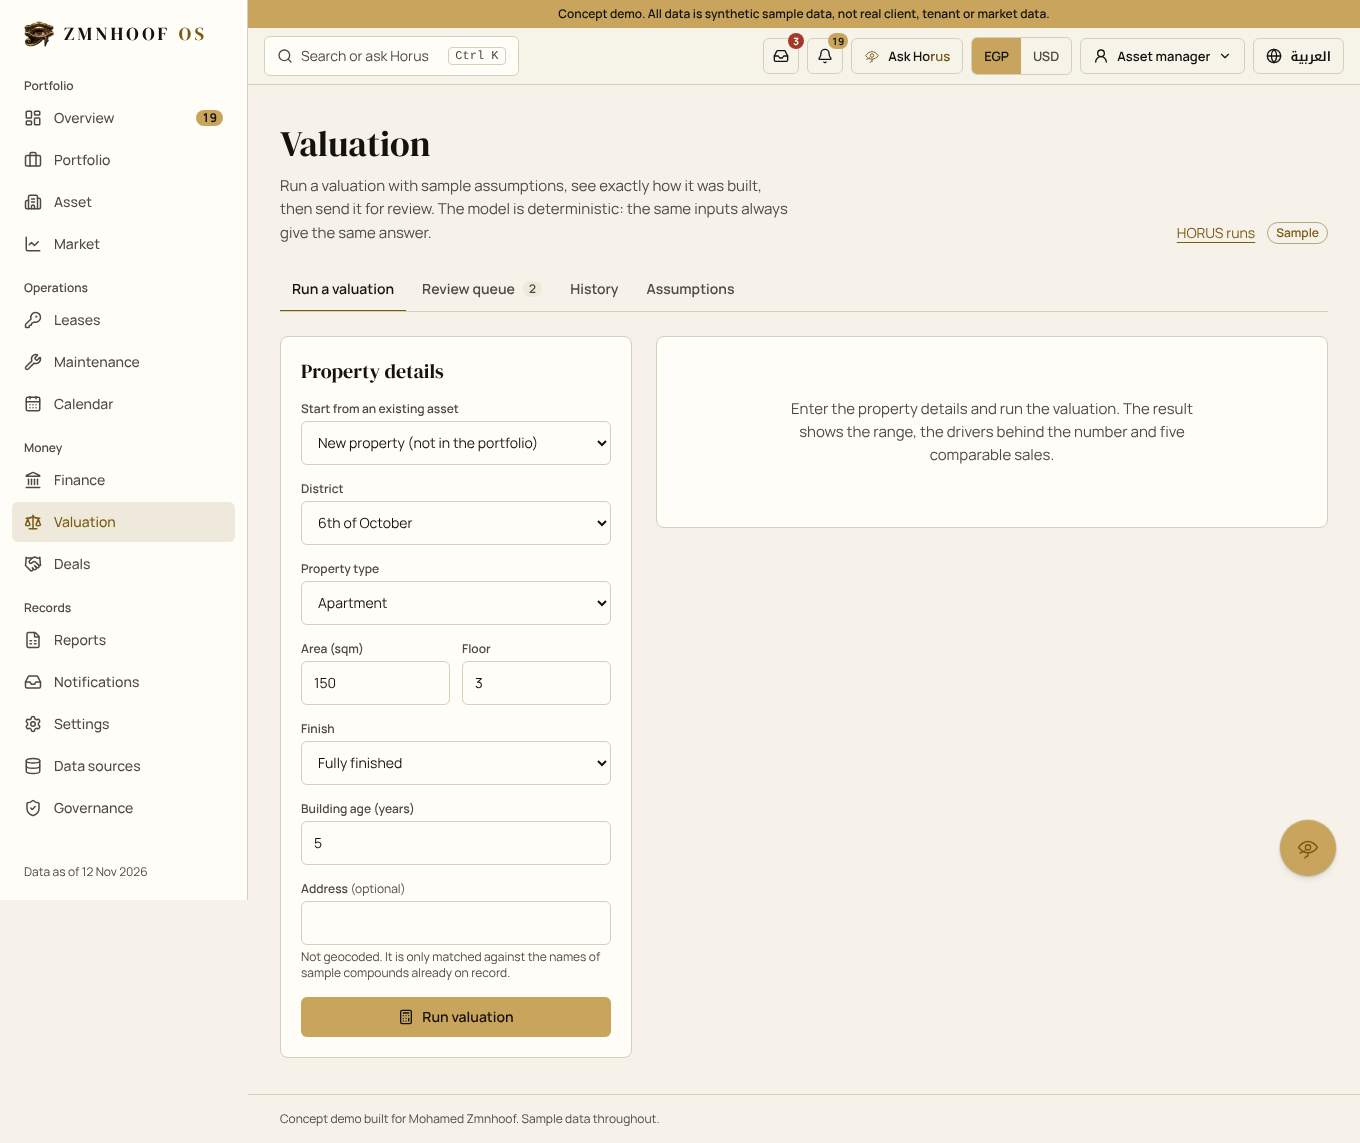 ZMNHOOF OS
Portfolio
Overview 19
Portfolio
Asset
Market
Operations
Leases
Maintenance
Calendar
Money
Finance
Valuation
Deals
Records
Reports
Notifications
Settings
Data sources
Governance
Data as of 12 Nov 2026
Concept demo. All data is synthetic sample data, not real client, tenant or market data.
Search or ask Horus Ctrl K
3
19
Ask Horus
EGP USD
Asset manager
العربية
Valuation
Run a valuation with sample assumptions, see exactly how it was built,
then send it for review. The model is deterministic: the same inputs always
give the same answer.
HORUS runs Sample
Run a valuation Review queue 2 History Assumptions
Property details
Start from an existing asset
New property (not in the portfolio)
District
6th of October
Property type
Apartment
Area (sqm) Floor
150 3
Finish
Fully finished
Building age (years)
5
Address (optional)
Not geocoded. It is only matched against the names of
sample compounds already on record.
Run valuation
Enter the property details and run the valuation. The result
shows the range, the drivers behind the number and five
comparable sales.
Concept demo built for Mohamed Zmnhoof. Sample data throughout.